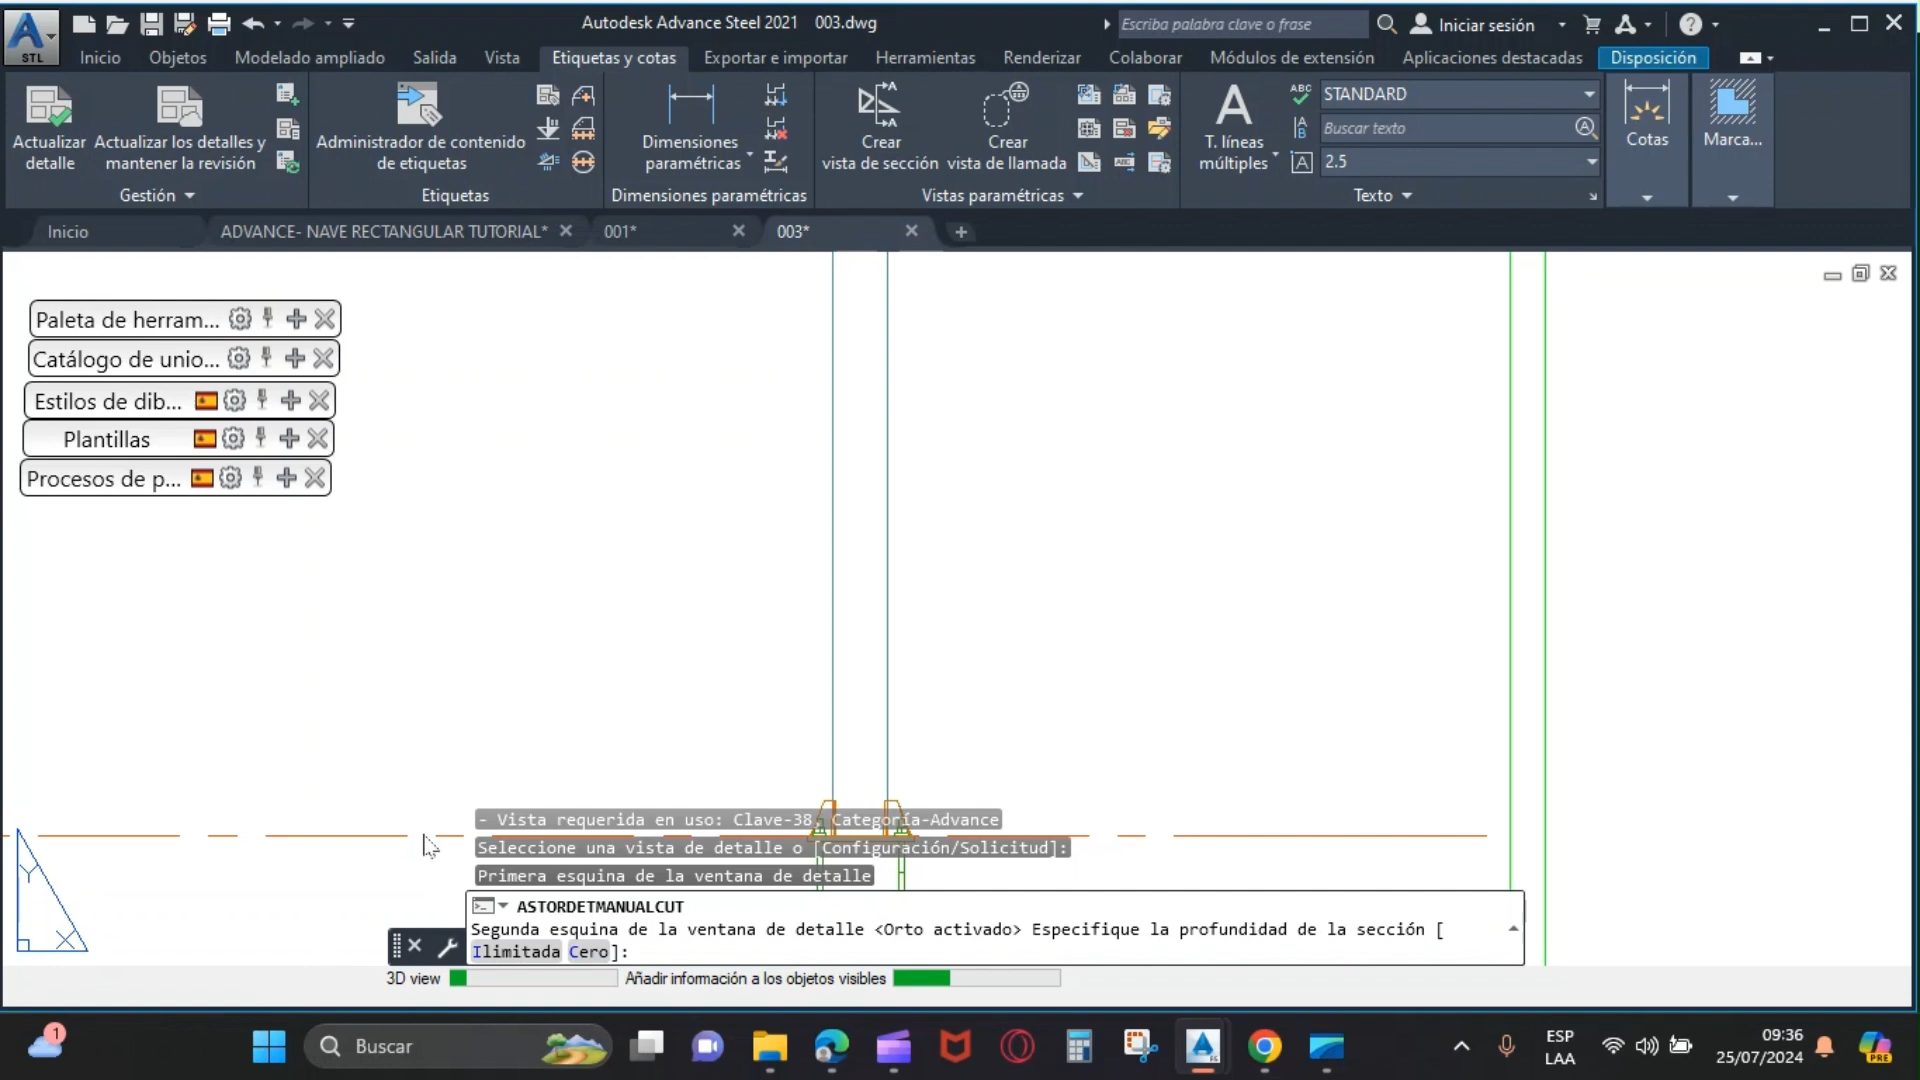 Autodesk Advance Steel 2021 003.dwg
Escriba palabra clave o frase
Iniciar sesión
STL
Inicio Objetos Modelado ampliado Salida Vista Etiquetas y cotas Exportar e importar Herramientas Renderizar Colaborar Módulos de extensión Aplicaciones destacadas Disposición
Actualizar detalle
Actualizar los detalles y mantener la revisión
Gestión
Administrador de contenido de etiquetas
Etiquetas
Dimensiones paramétricas
Dimensiones paramétricas
Crear vista de sección
Crear vista de llamada
Vistas paramétricas
T. líneas múltiples
ABC
STANDARD
Buscar texto
2.5
Texto
Cotas
Marca...
Inicio
ADVANCE- NAVE RECTANGULAR TUTORIAL*
001*
003*
Paleta de herram...
Catálogo de unio...
Estilos de dib...
Plantillas
Procesos de p...
Y
X
- Vista requerida en uso: Clave-38, Categoría-Advance
Seleccione una vista de detalle o [Configuración/Solicitud]:
Primera esquina de la ventana de detalle
ASTORDETMANUALCUT
Segunda esquina de la ventana de detalle <Orto activado> Especifique la profundidad de la sección [
Ilimitada Cero]:
3D view
Añadir información a los objetos visibles
1
Buscar
ESP
LAA
09:36
25/07/2024
PRE